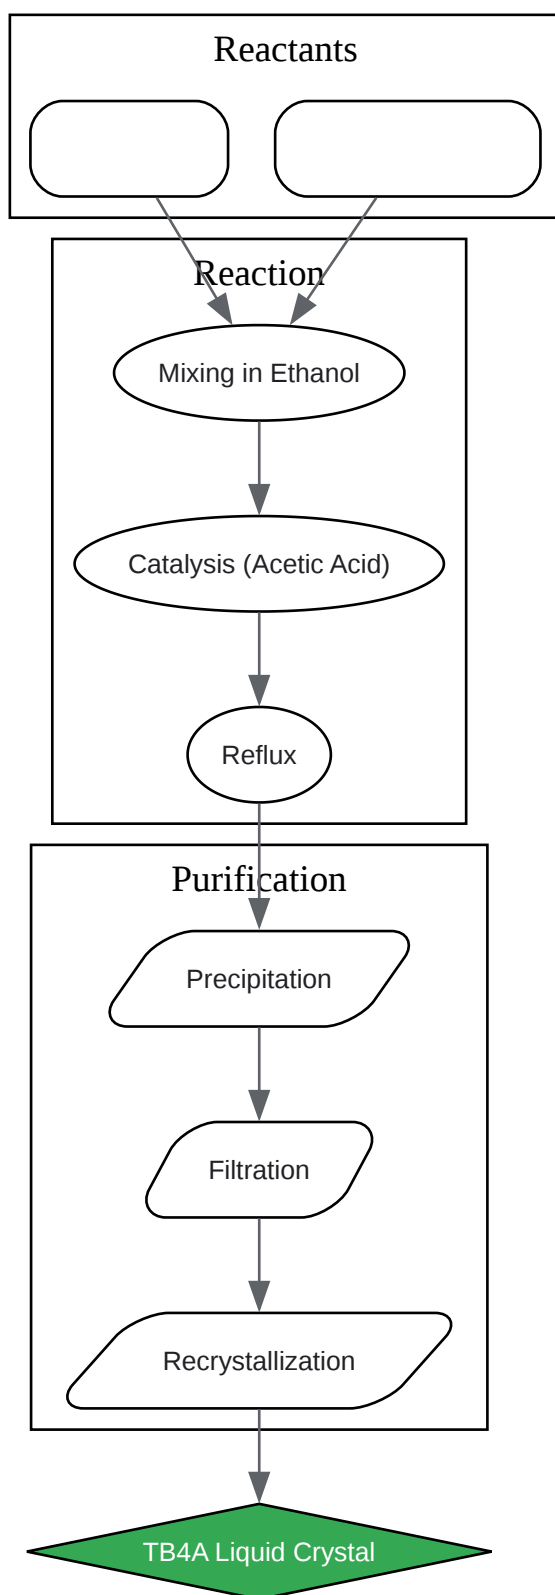 Reactants
Reaction
Mixing in Ethanol
Catalysis (Acetic Acid)
Reflux
Purification
Precipitation
Filtration
Recrystallization
TB4A Liquid Crystal